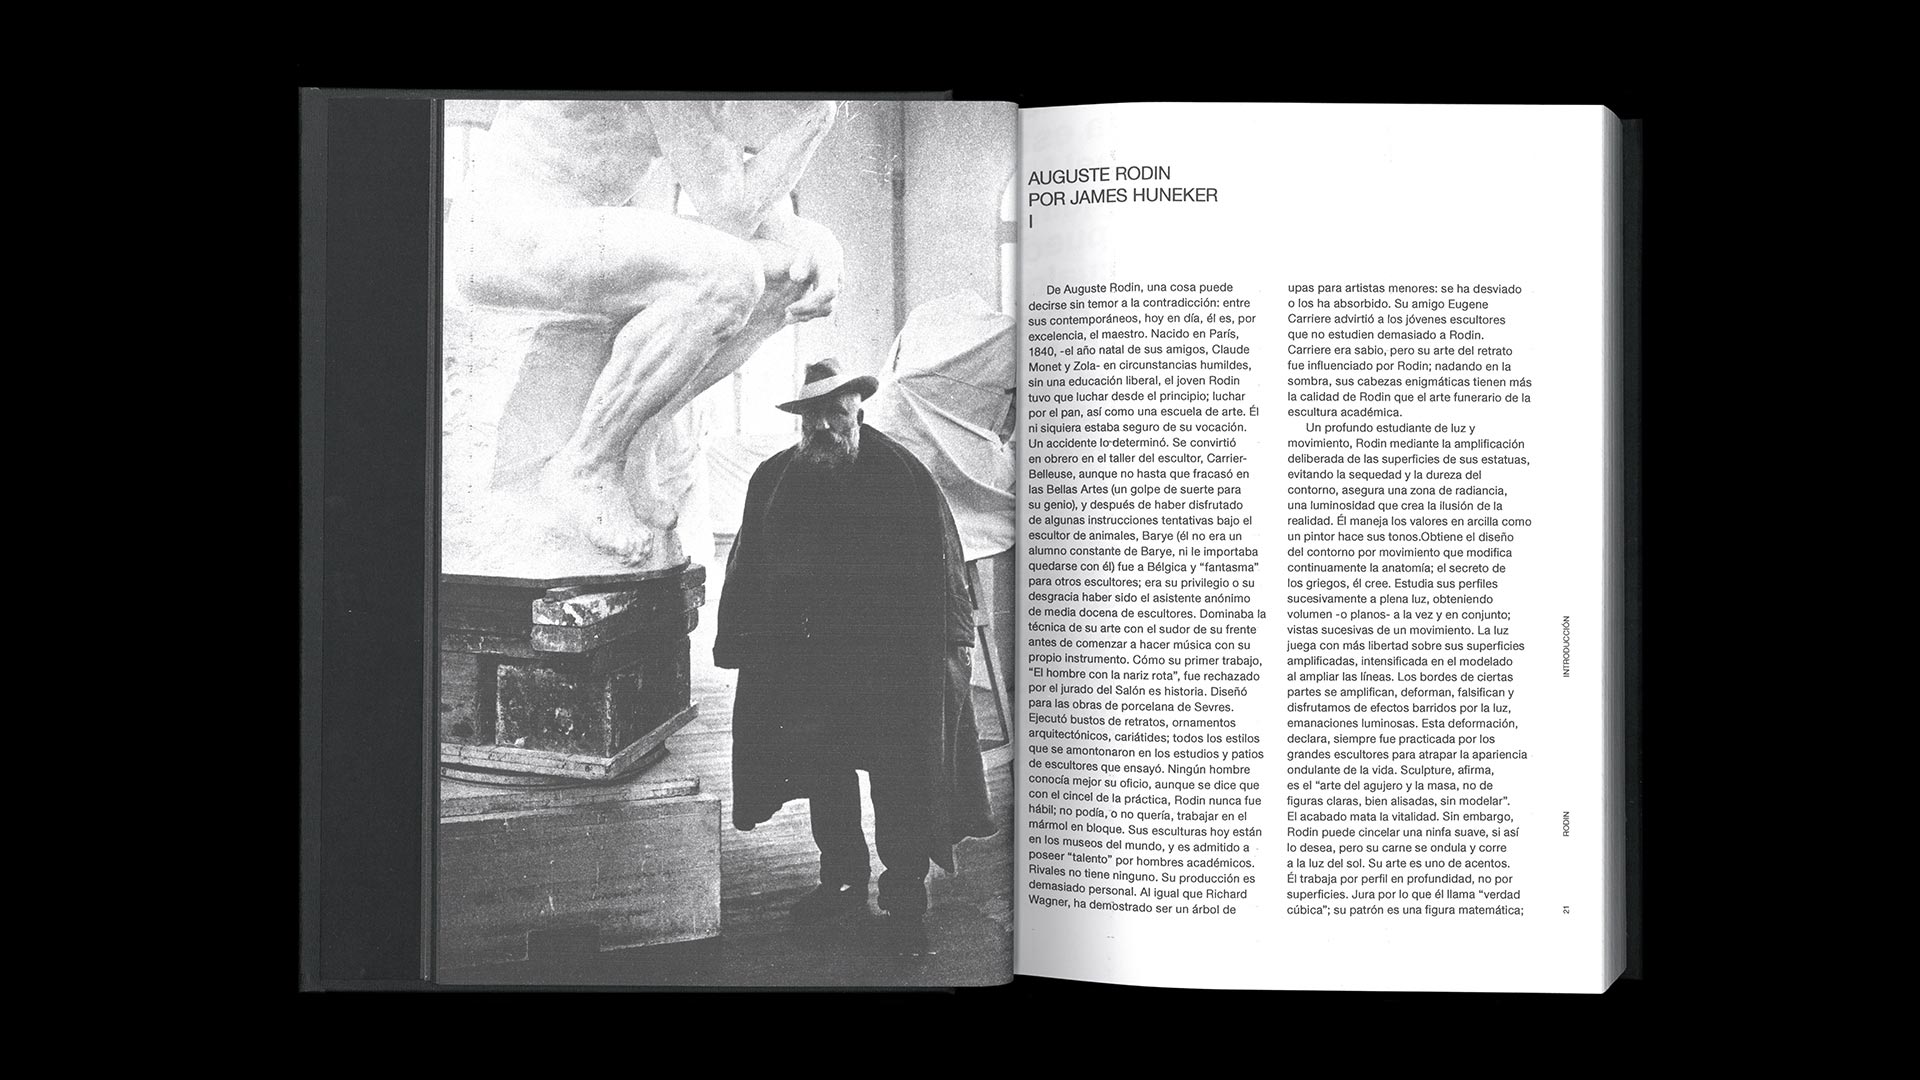 AUGUSTE RODIN
POR JAMES HUNEKER
I
De Auguste Rodin, una cosa puede
decirse sin temor a la contradicción: entre
sus contemporáneos, hoy en día, él es, por
excelencia, el maestro. Nacido en París,
1840, -el año natal de sus amigos, Claude
Monet y Zola- en circunstancias humildes,
sin una educación liberal, el joven Rodin
tuvo que luchar desde el principio; luchar
por el pan, así como una escuela de arte. Él
ni siquiera estaba seguro de su vocación.
Un accidente lo determinó. Se convirtió
en obrero en el taller del escultor, Carrier-
Belleuse, aunque no hasta que fracasó en
las Bellas Artes (un golpe de suerte para
su genio), y después de haber disfrutado
de algunas instrucciones tentativas bajo el
escultor de animales, Barye (él no era un
alumno constante de Barye, ni le importaba
quedarse con él) fue a Bélgica y “fantasma”
para otros escultores; era su privilegio o su
desgracia haber sido el asistente anónimo
de media docena de escultores. Dominaba la
técnica de su arte con el sudor de su frente
antes de comenzar a hacer música con su
propio instrumento. Cómo su primer trabajo,
“El hombre con la nariz rota”, fue rechazado
por el jurado del Salón es historia. Diseñó
para las obras de porcelana de Sevres.
Ejecutó bustos de retratos, ornamentos
arquitectónicos, cariátides; todos los estilos
que se amontonaron en los estudios y patios
de escultores que ensayó. Ningún hombre
conocía mejor su oficio, aunque se dice que
con el cincel de la práctica, Rodin nunca fue
hábil; no podía, o no quería, trabajar en el
mármol en bloque. Sus esculturas hoy están
en los museos del mundo, y es admitido a
poseer “talento” por hombres académicos.
Rivales no tiene ninguno. Su producción es
demasiado personal. Al igual que Richard
Wagner, ha demostrado ser un árbol de
upas para artistas menores: se ha desviado
o los ha absorbido. Su amigo Eugene
Carriere advirtió a los jóvenes escultores
que no estudien demasiado a Rodin.
Carriere era sabio, pero su arte del retrato
fue influenciado por Rodin; nadando en la
sombra, sus cabezas enigmáticas tienen más
la calidad de Rodin que el arte funerario de la
escultura académica.
Un profundo estudiante de luz y
movimiento, Rodin mediante la amplificación
deliberada de las superficies de sus estatuas,
evitando la sequedad y la dureza del
contorno, asegura una zona de radiancia,
una luminosidad que crea la ilusión de la
realidad. Él maneja los valores en arcilla como
un pintor hace sus tonos.Obtiene el diseño
del contorno por movimiento que modifica
continuamente la anatomía; el secreto de
los griegos, él cree. Estudia sus perfiles
sucesivamente a plena luz, obteniendo
volumen -o planos- a la vez y en conjunto;
vistas sucesivas de un movimiento. La luz
juega con más libertad sobre sus superficies
amplificadas, intensificada en el modelado
al ampliar las líneas. Los bordes de ciertas
partes se amplifican, deforman, falsifican y
disfrutamos de efectos barridos por la luz,
emanaciones luminosas. Esta deformación,
declara, siempre fue practicada por los
grandes escultores para atrapar la apariencia
ondulante de la vida. Sculpture, afirma,
es el “arte del agujero y la masa, no de
figuras claras, bien alisadas, sin modelar”.
El acabado mata la vitalidad. Sin embargo,
Rodin puede cincelar una ninfa suave, si así
lo desea, pero su carne se ondula y corre
a la luz del sol. Su arte es uno de acentos.
Él trabaja por perfil en profundidad, no por
superficies. Jura por lo que él llama “verdad
cúbica”; su patrón es una figura matemática;
INTRODUCCIÓN
RODIN
21